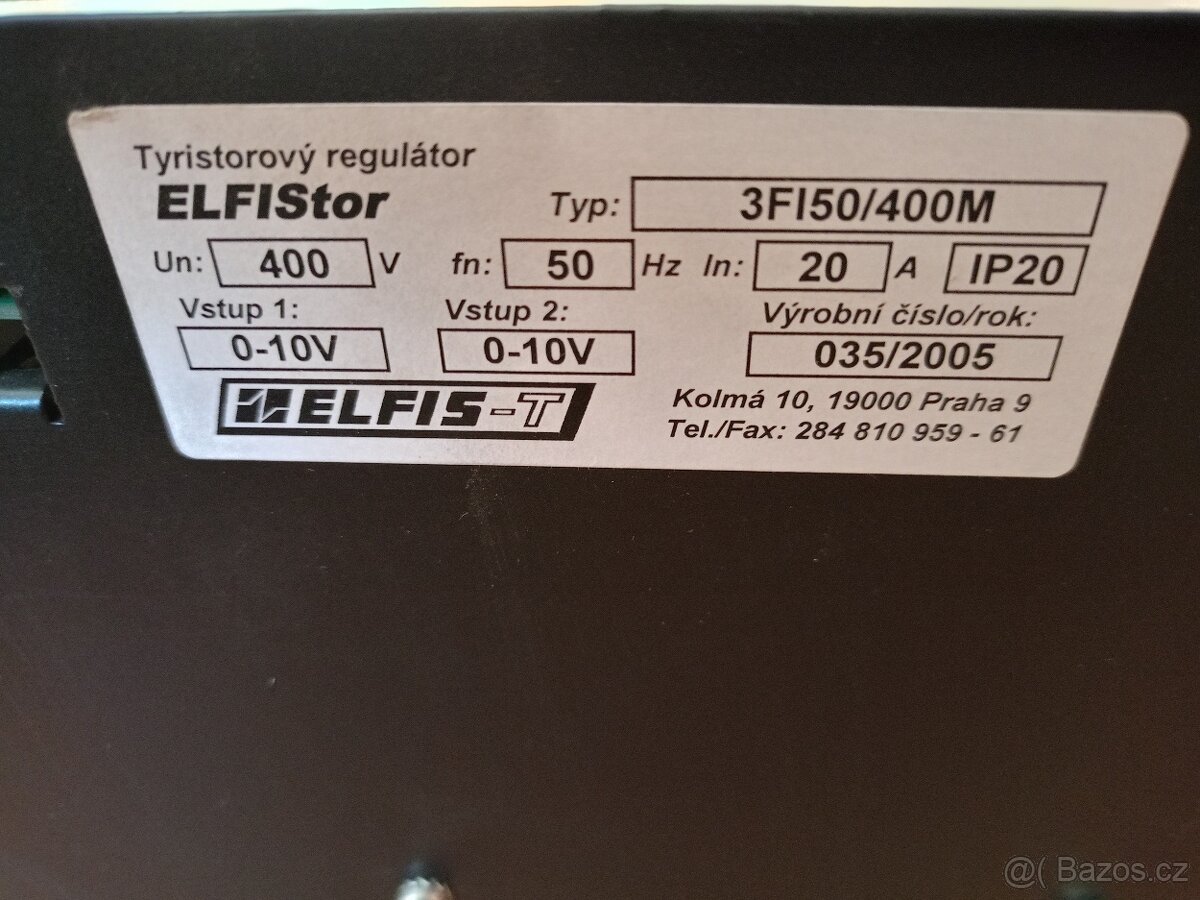 Tyristorový regulátor
ELFIStor Typ: 3FI50/400M
Un: 400 V fn: 50 Hz In: 20 A IP20
Vstup 1: Vstup 2: Výrobní číslo/rok:
0-10V 0-10V 035/2005
ELFIS-T Kolmá 10, 19000 Praha 9
Tel./Fax: 284 810 959 - 61
@( Bazos.cz